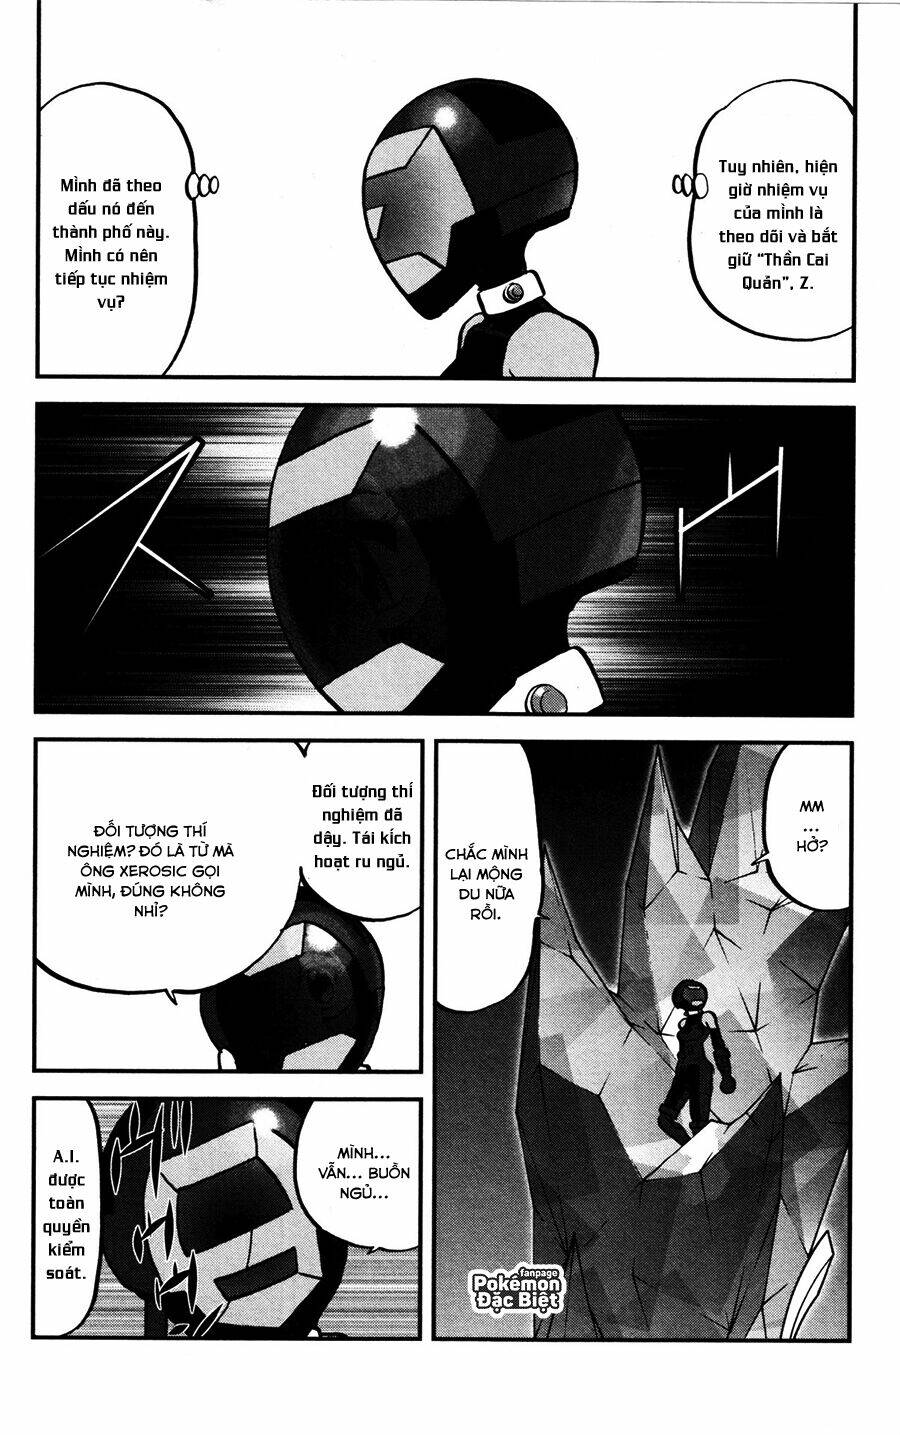 Tuy nhiên, hiện
giờ nhiệm vụ
của mình là
theo dõi và bắt
giữ “Thần Cai
Quản”, Z.
Mình đã theo
dấu nó đến
thành phố này.
Mình có nên
tiếp tục nhiệm
vụ?
MM
...
HỞ?
CHẮC MÌNH
LẠI MỘNG
DU NỮA
RỒI.
Đối tượng thí
nghiệm đã
dậy. Tái kích
hoạt ru ngủ.
ĐỐI TƯỢNG THÍ
NGHIỆM? ĐÓ LÀ TỪ MÀ
ÔNG XEROSIC GỌI
MÌNH, ĐÚNG KHÔNG
NHỈ?
MÌNH...
VẪN... BUỒN
NGỦ...
A.I.
được
toàn
quyền
kiểm
soát.
fanpage
Pokémon
Đặc Biệt